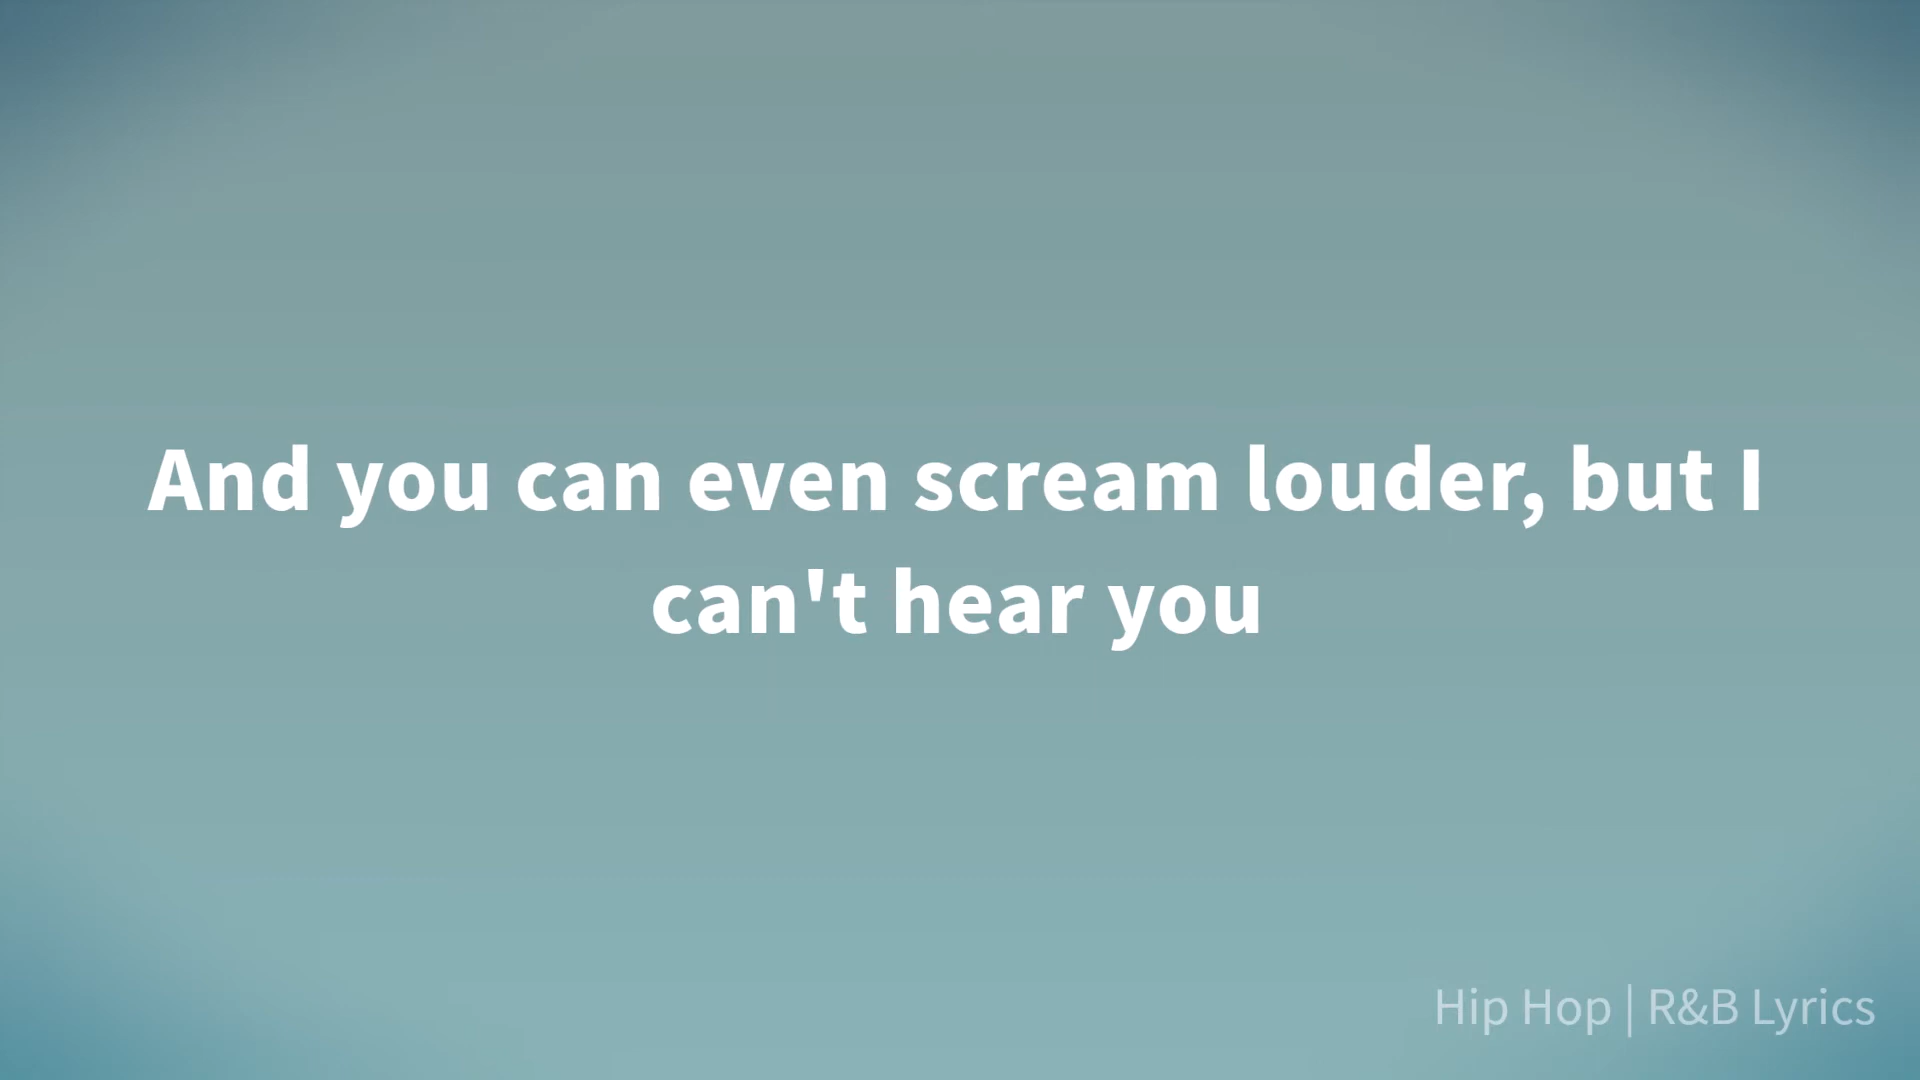 And you can even scream louder, but I
can't hear you
Hip Hop | R&B Lyrics